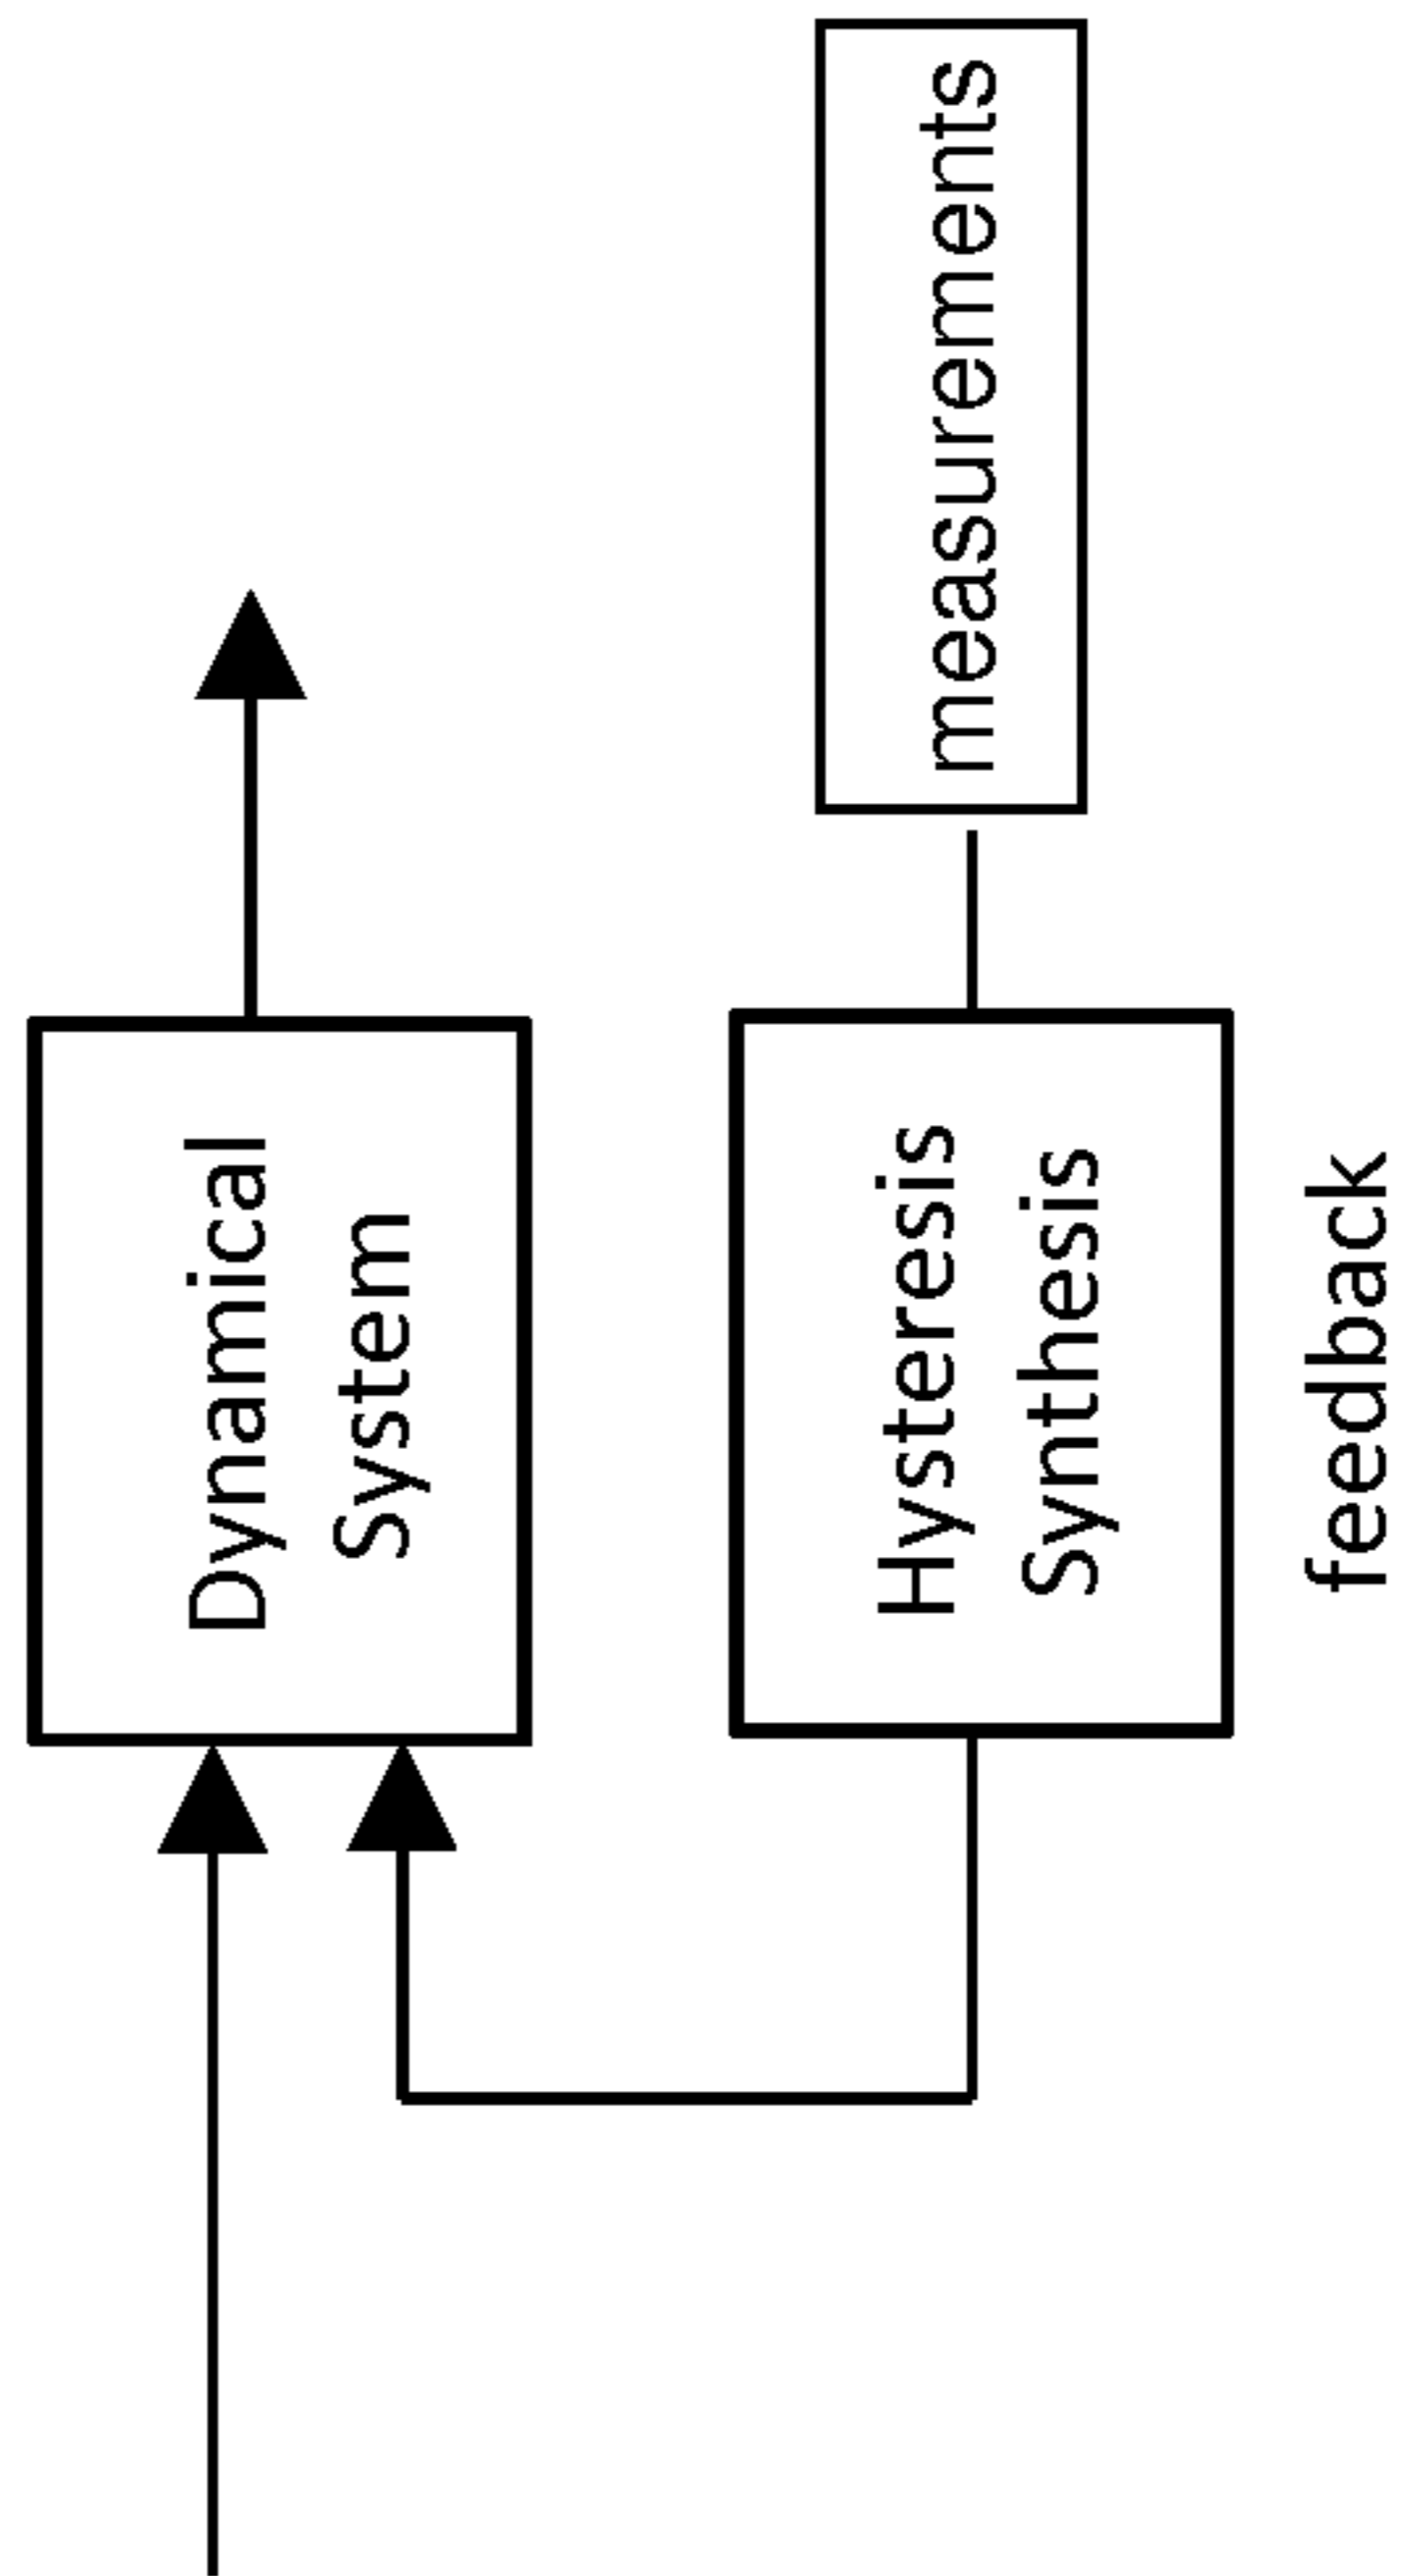 Dynamical
System
Hysteresis
Synthesis
measurements
feedback